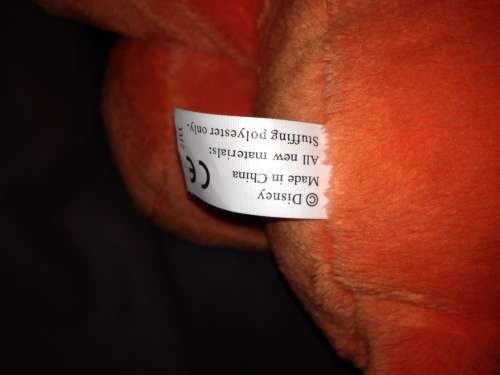 © Disney
Made in China
All new materials:
Stuffing polyester only.
CE